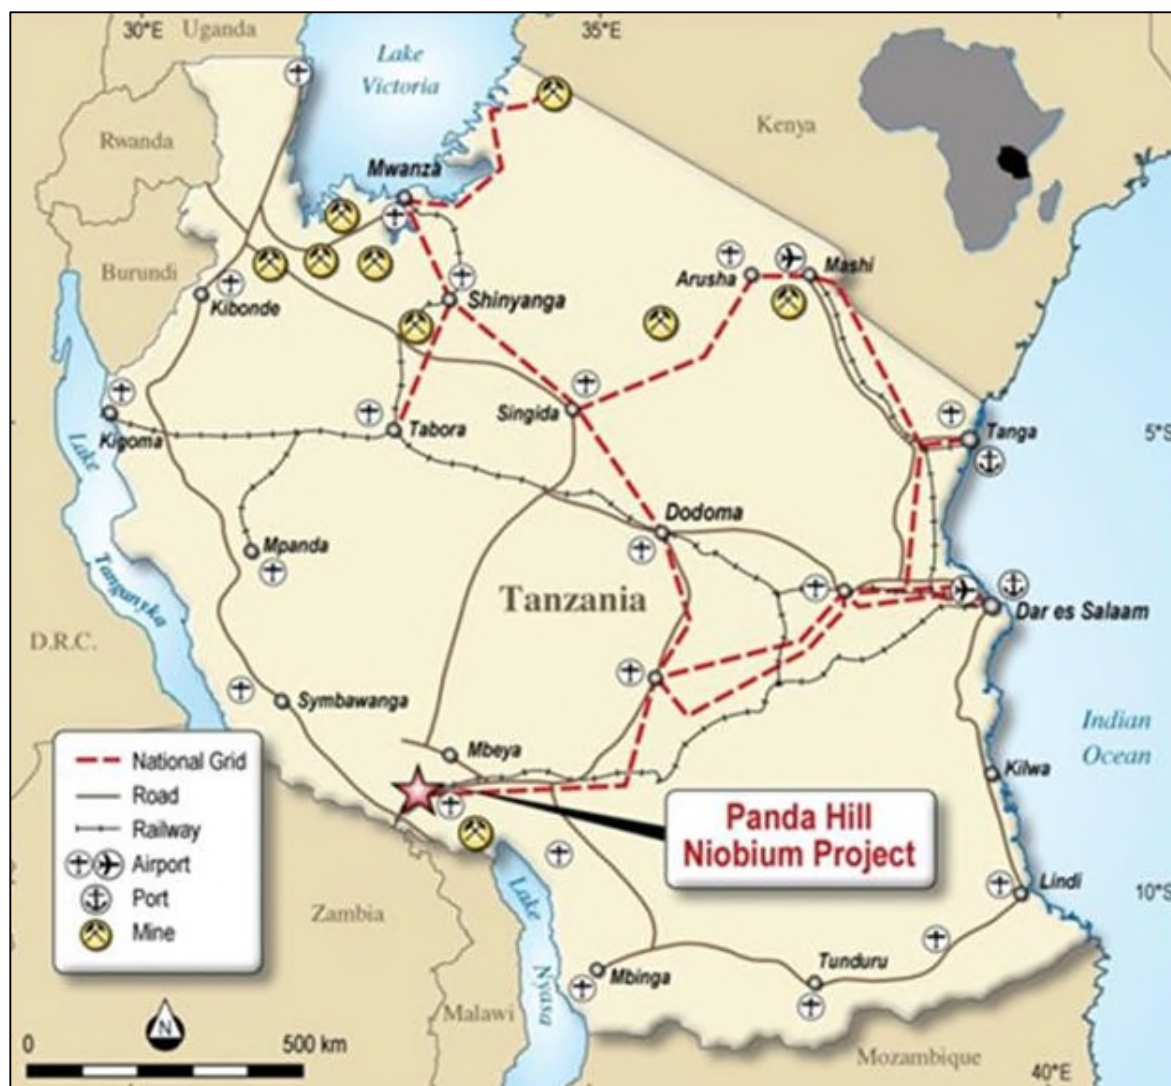 30°E
35°E
Uganda
Lake
Victoria
Kenya
Rwanda
Mwanza
Burundi
Kibonde
Shinyanga
Arusha
Mashi
Kigoma
Tabora
Singida
Tanga
5°S
Lake
Tanganyka
Mpanda
Dodoma
Tanzania
Dar es Salaam
D.R.C.
Symbawanga
Mbeya
Indian
Ocean
Kilwa
National Grid
Road
Railway
Airport
Port
Mine
Panda Hill
Niobium Project
Lindi
10°S
Zambia
Lake
Nyasa
Mbinga
Tunduru
Malawi
Mozambique
N
0
500 km
40°E